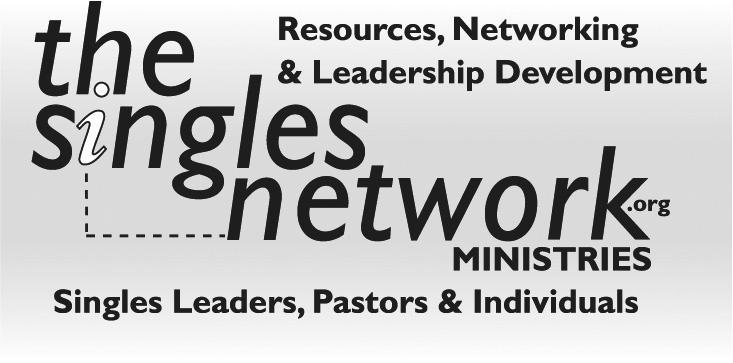 the
Resources, Networking
& Leadership Development
singles
network.org
MINISTRIES
Singles Leaders, Pastors & Individuals